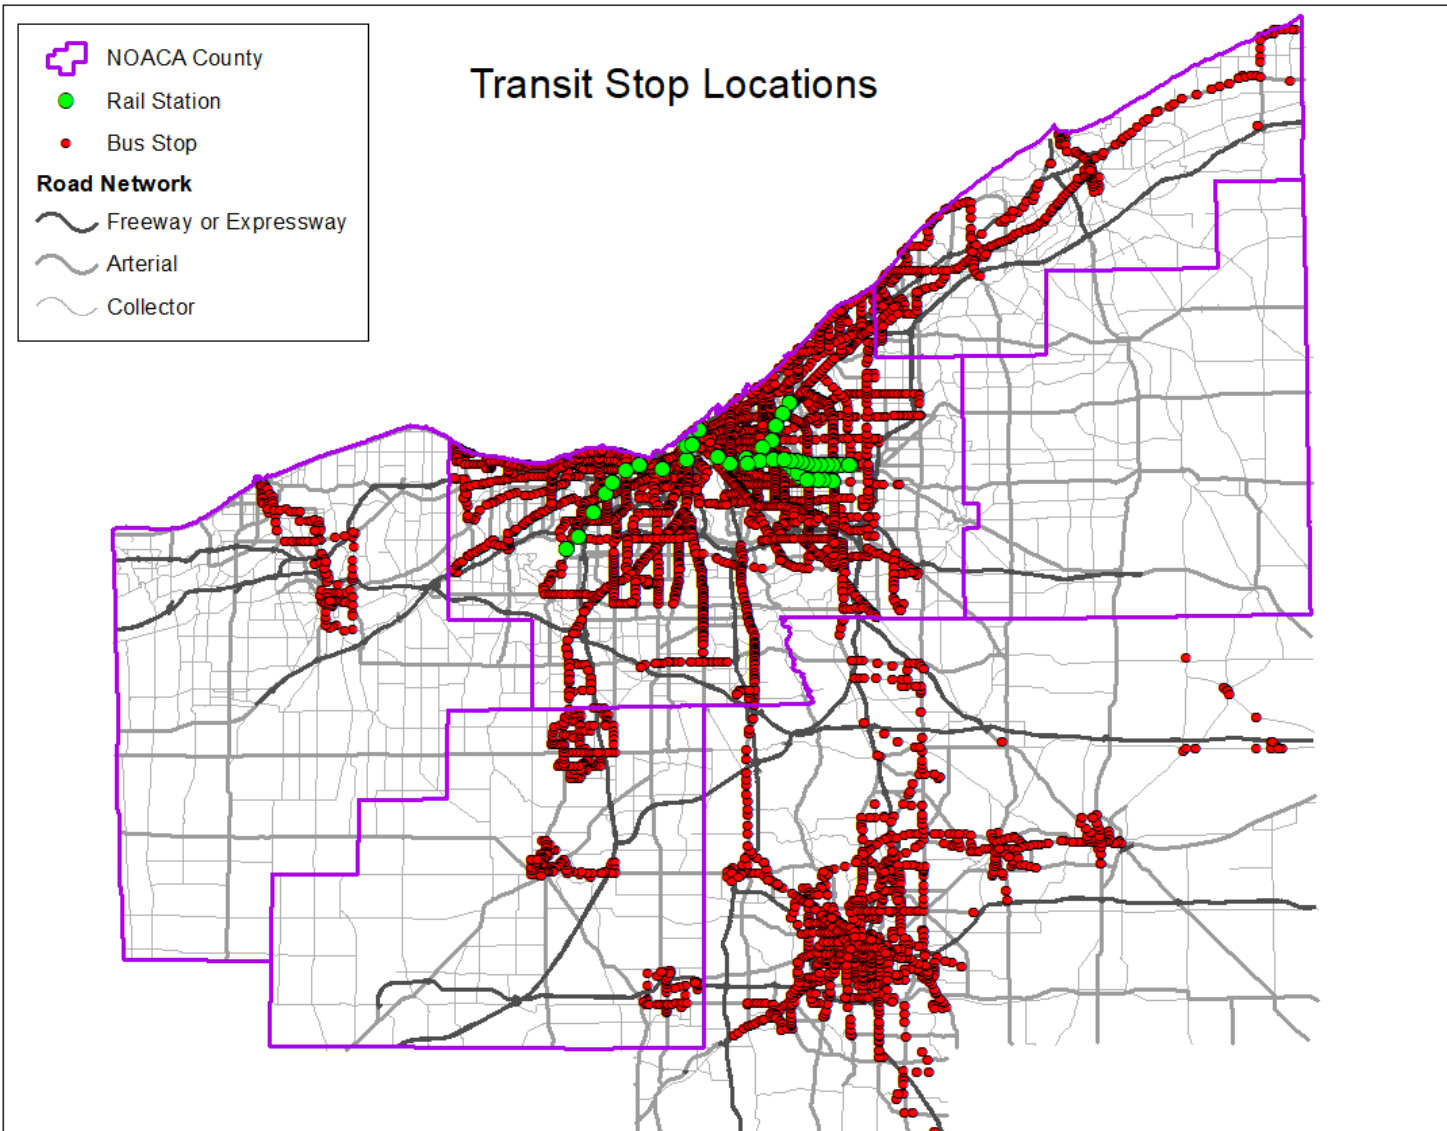 Transit Stop Locations
NOACA County
Rail Station
Bus Stop
Road Network
Freeway or Expressway
Arterial
Collector